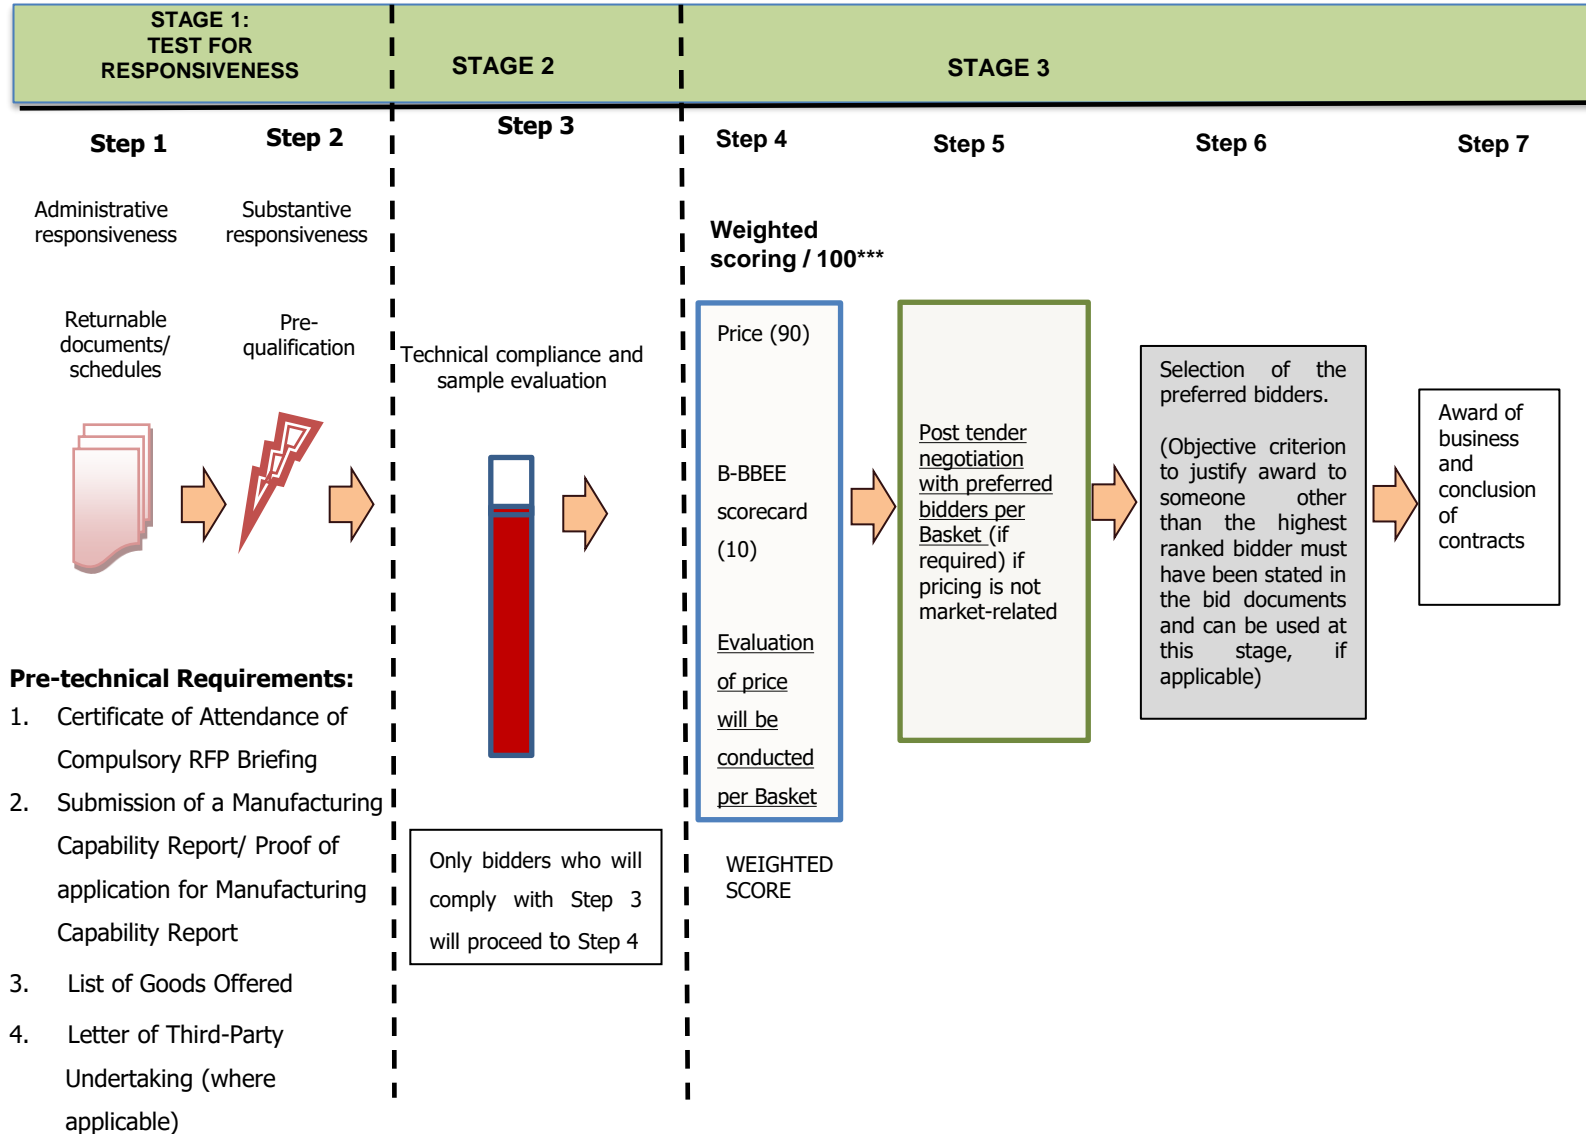 STAGE 1:
TEST FOR
RESPONSIVENESS
STAGE 2
STAGE 3
Step 1
Step 2
Step 3
Step 4
Step 5
Step 6
Step 7
Administrative
responsiveness
Substantive
responsiveness
Weighted
scoring / 100***
Returnable
documents/
schedules
Pre-
qualification
Technical compliance and
sample evaluation
Price (90)
B-BBEE
scorecard
(10)
Evaluation
of price
will be
conducted
per Basket
Post tender
negotiation
with preferred
bidders per
Basket (if
required) if
pricing is not
market-related
Selection of the
preferred bidders.
(Objective criterion
to justify award to
someone other
than the highest
ranked bidder must
have been stated in
the bid documents
and can be used at
this stage, if
applicable)
Award of
business
and
conclusion
of
contracts
Pre-technical Requirements:
1. Certificate of Attendance of
Compulsory RFP Briefing
2. Submission of a Manufacturing
Capability Report/ Proof of
application for Manufacturing
Capability Report
3. List of Goods Offered
4. Letter of Third-Party
Undertaking (where
applicable)
Only bidders who will
comply with Step 3
will proceed to Step 4
WEIGHTED
SCORE